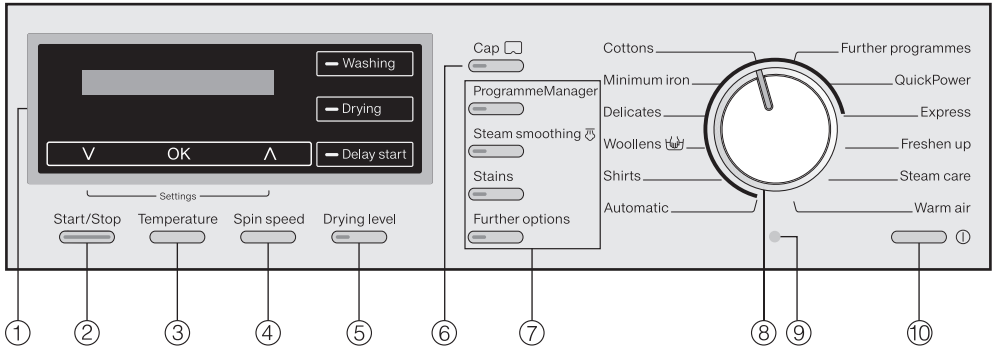 Washing
Drying
Delay start
∨ OK ∧
Settings
Start/Stop
Temperature
Spin speed
Drying level
Cap
ProgrammeManager
Steam smoothing
Stains
Further options
Cottons
Minimum iron
Delicates
Woollens
Shirts
Automatic
Further programmes
QuickPower
Express
Freshen up
Steam care
Warm air
① ② ③ ④ ⑤ ⑥ ⑦ ⑧ ⑨ ⑩